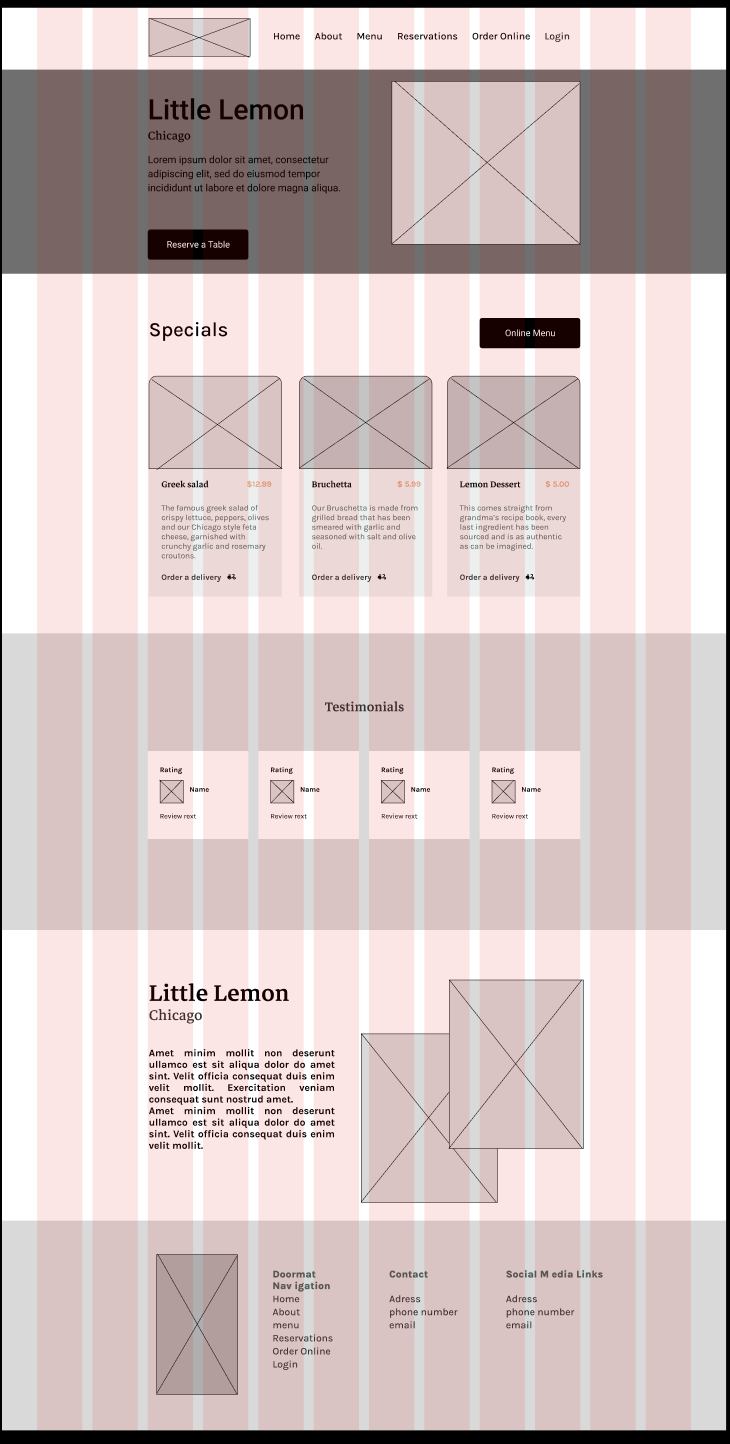 Home About Menu Reservations Order Online Login
Little Lemon
Chicago
Lorem ipsum dolor sit amet, consectetur
adipiscing elit, sed do eiusmod tempor
incididunt ut labore et dolore magna aliqua.
Reserve a Table
Specials
Online Menu
Greek salad $12.99
The famous greek salad of
crispy lettuce, peppers, olives
and our Chicago style feta
cheese, garnished with
crunchy garlic and rosemary
croutons.
Order a delivery
Bruchetta $ 5.99
Our Bruschetta is made from
grilled bread that has been
smeared with garlic and
seasoned with salt and olive
oil.
Order a delivery
Lemon Dessert $ 5.00
This comes straight from
grandma's recipe book, every
last ingredient has been
sourced and is as authentic
as can be imagined.
Order a delivery
Testimonials
Rating
Name
Review rext
Rating
Name
Review rext
Rating
Name
Review rext
Rating
Name
Review rext
Little Lemon
Chicago
Amet minim mollit non deserunt
ullamco est sit aliqua dolor do amet
sint. Velit officia consequat duis enim
velit mollit. Exercitation veniam
consequat sunt nostrud amet.
Amet minim mollit non deserunt
ullamco est sit aliqua dolor do amet
sint. Velit officia consequat duis enim
velit mollit.
Doormat
Nav igation
Home
About
menu
Reservations
Order Online
Login
Contact
Adress
phone number
email
Social M edia Links
Adress
phone number
email